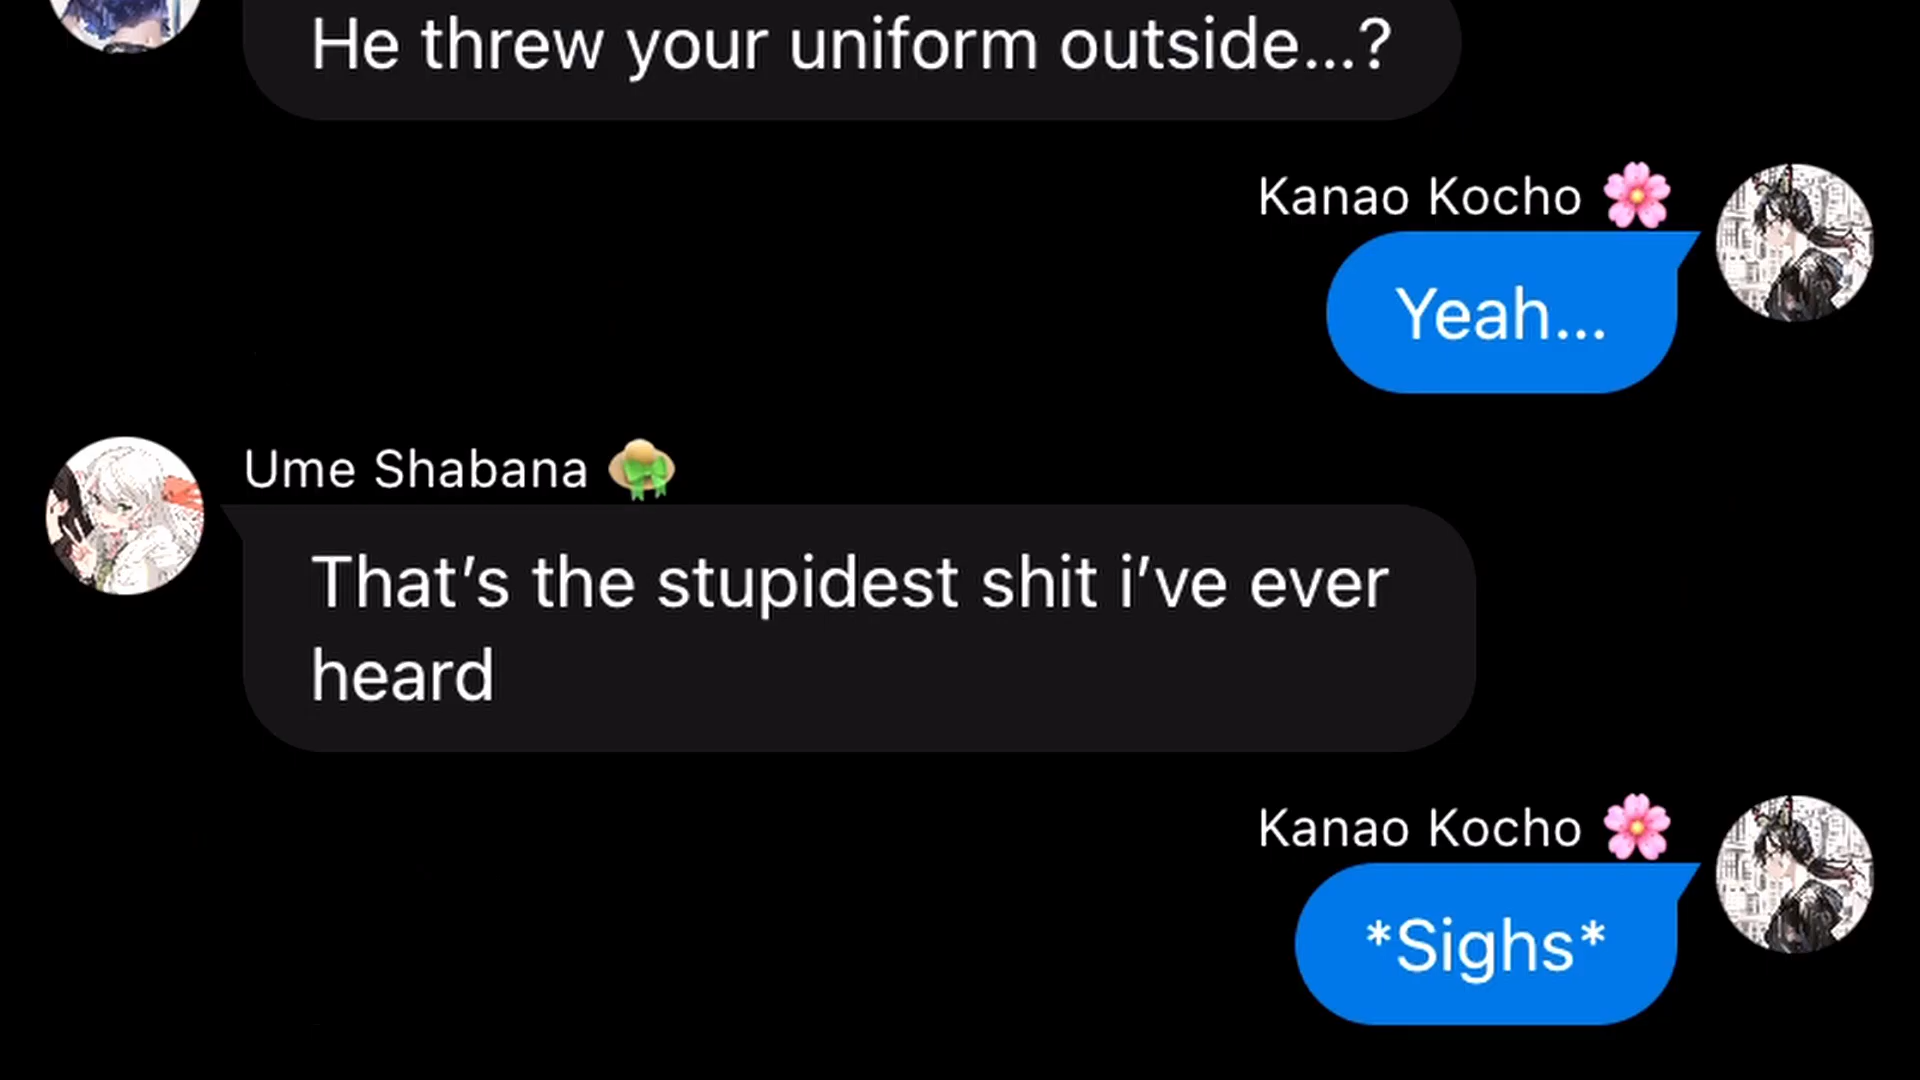 He threw your uniform outside...?
Kanao Kocho 🌸
Yeah...
Ume Shabana 👒
That’s the stupidest shit i’ve ever
heard
Kanao Kocho 🌸
*Sighs*